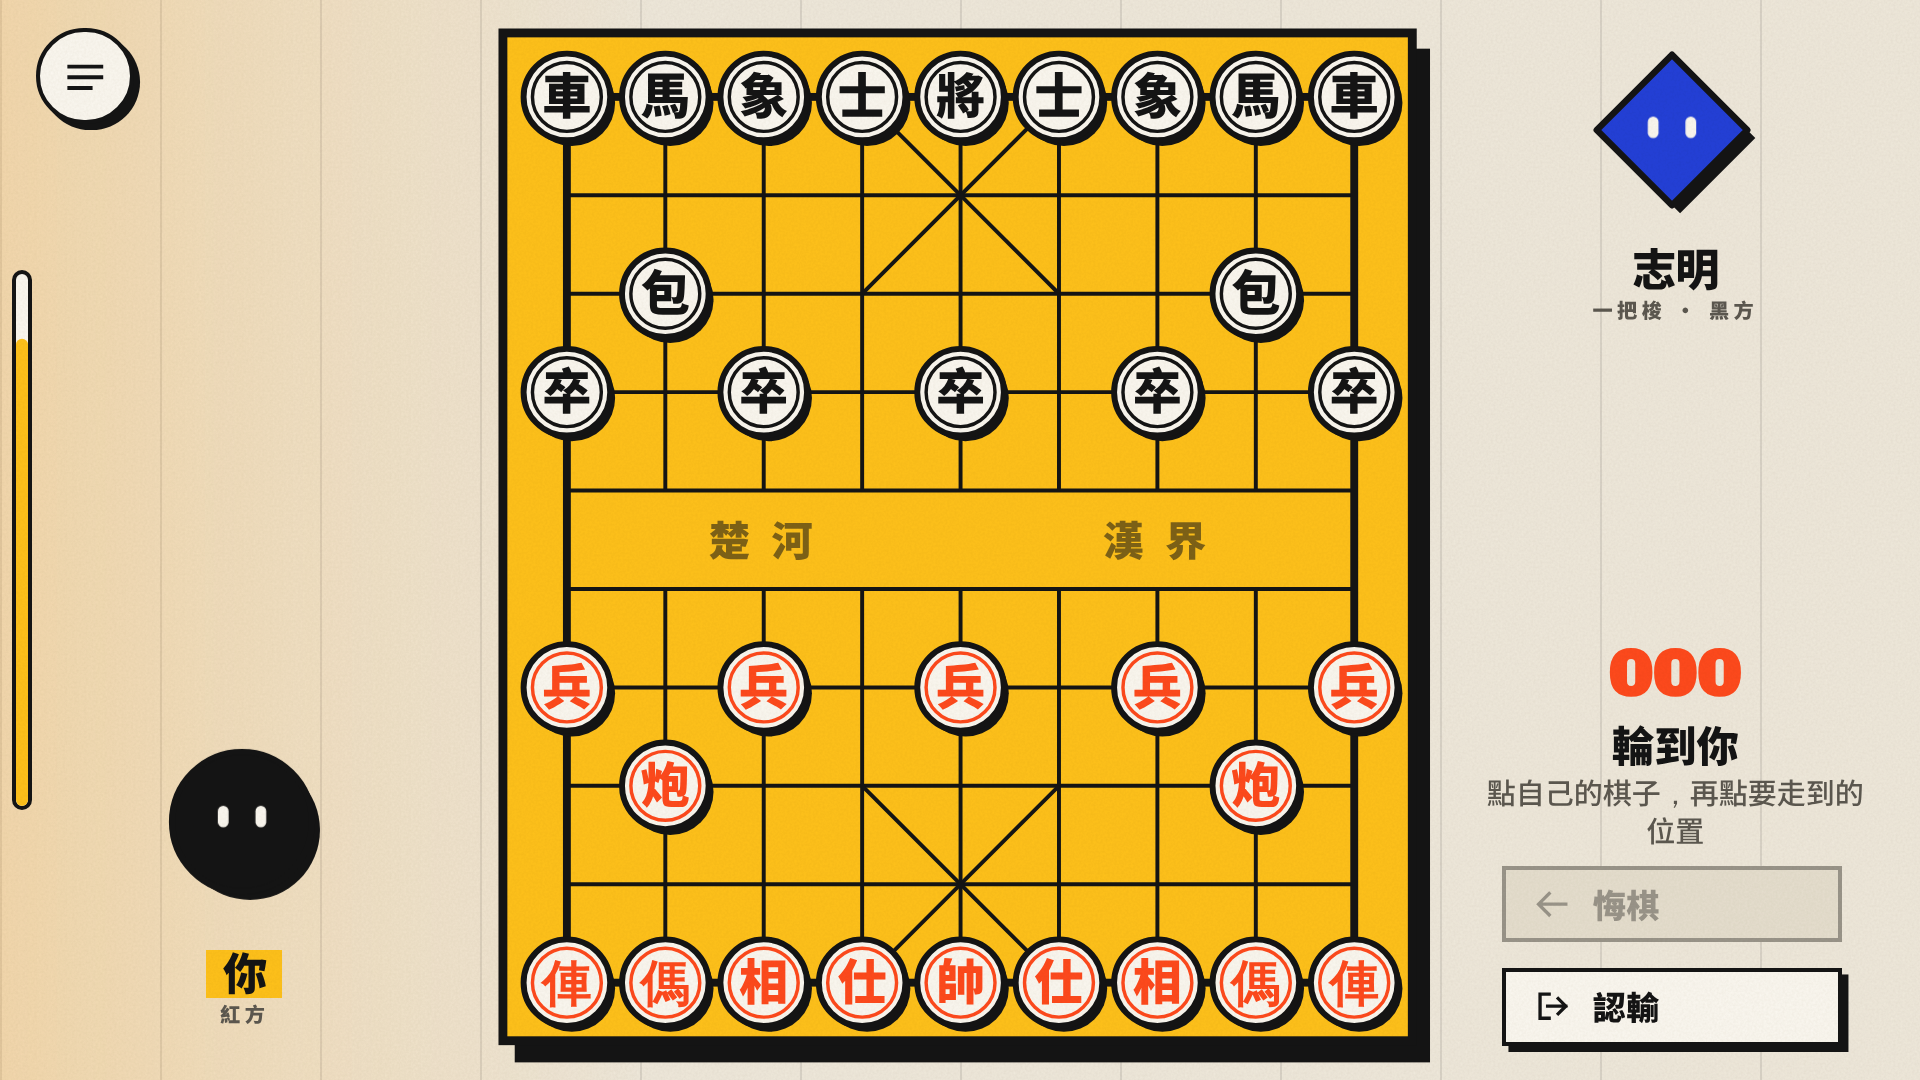 車馬象士將士象馬車
包包
卒卒卒卒卒
楚河 漢界
兵兵兵兵兵
炮炮
俥傌相仕帥仕相傌俥
你
紅方
志明
一把梭 · 黑方
000
輪到你
點自己的棋子，再點要走到的
位置
悔棋
認輸